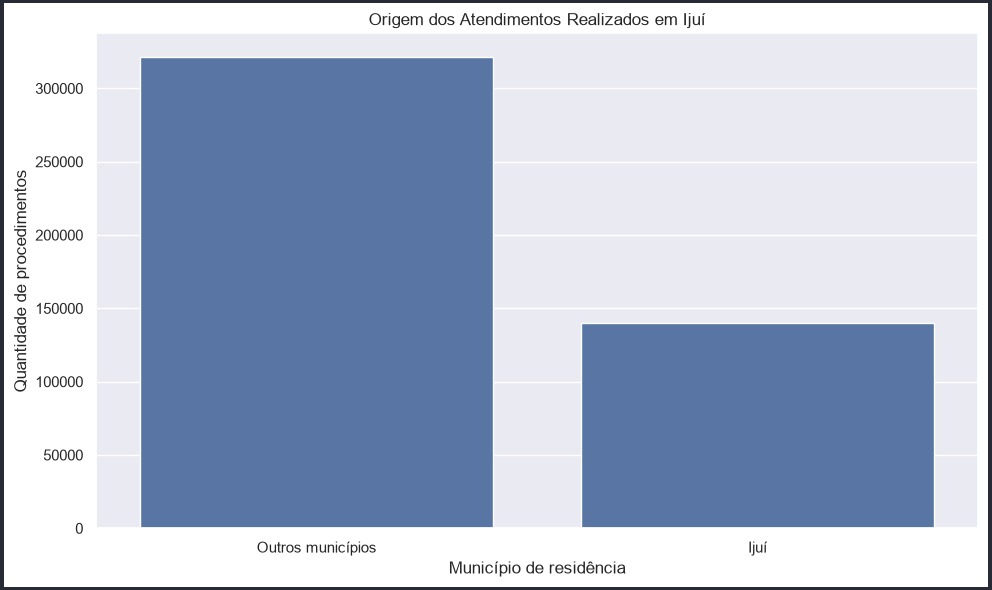 Origem dos Atendimentos Realizados em Ijuí
Quantidade de procedimentos
300000
250000
200000
150000
100000
50000
0
Outros municípios
Ijuí
Município de residência